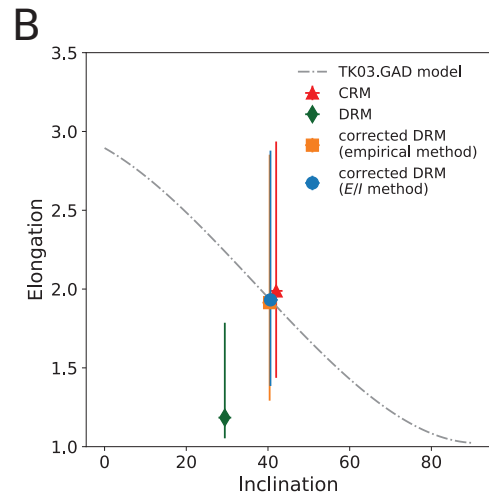 B
3.5
3.0
2.5
2.0
1.5
1.0
Elongation
TK03.GAD model
CRM
DRM
corrected DRM
(empirical method)
corrected DRM
(E/I method)
0 20 40 60 80
Inclination